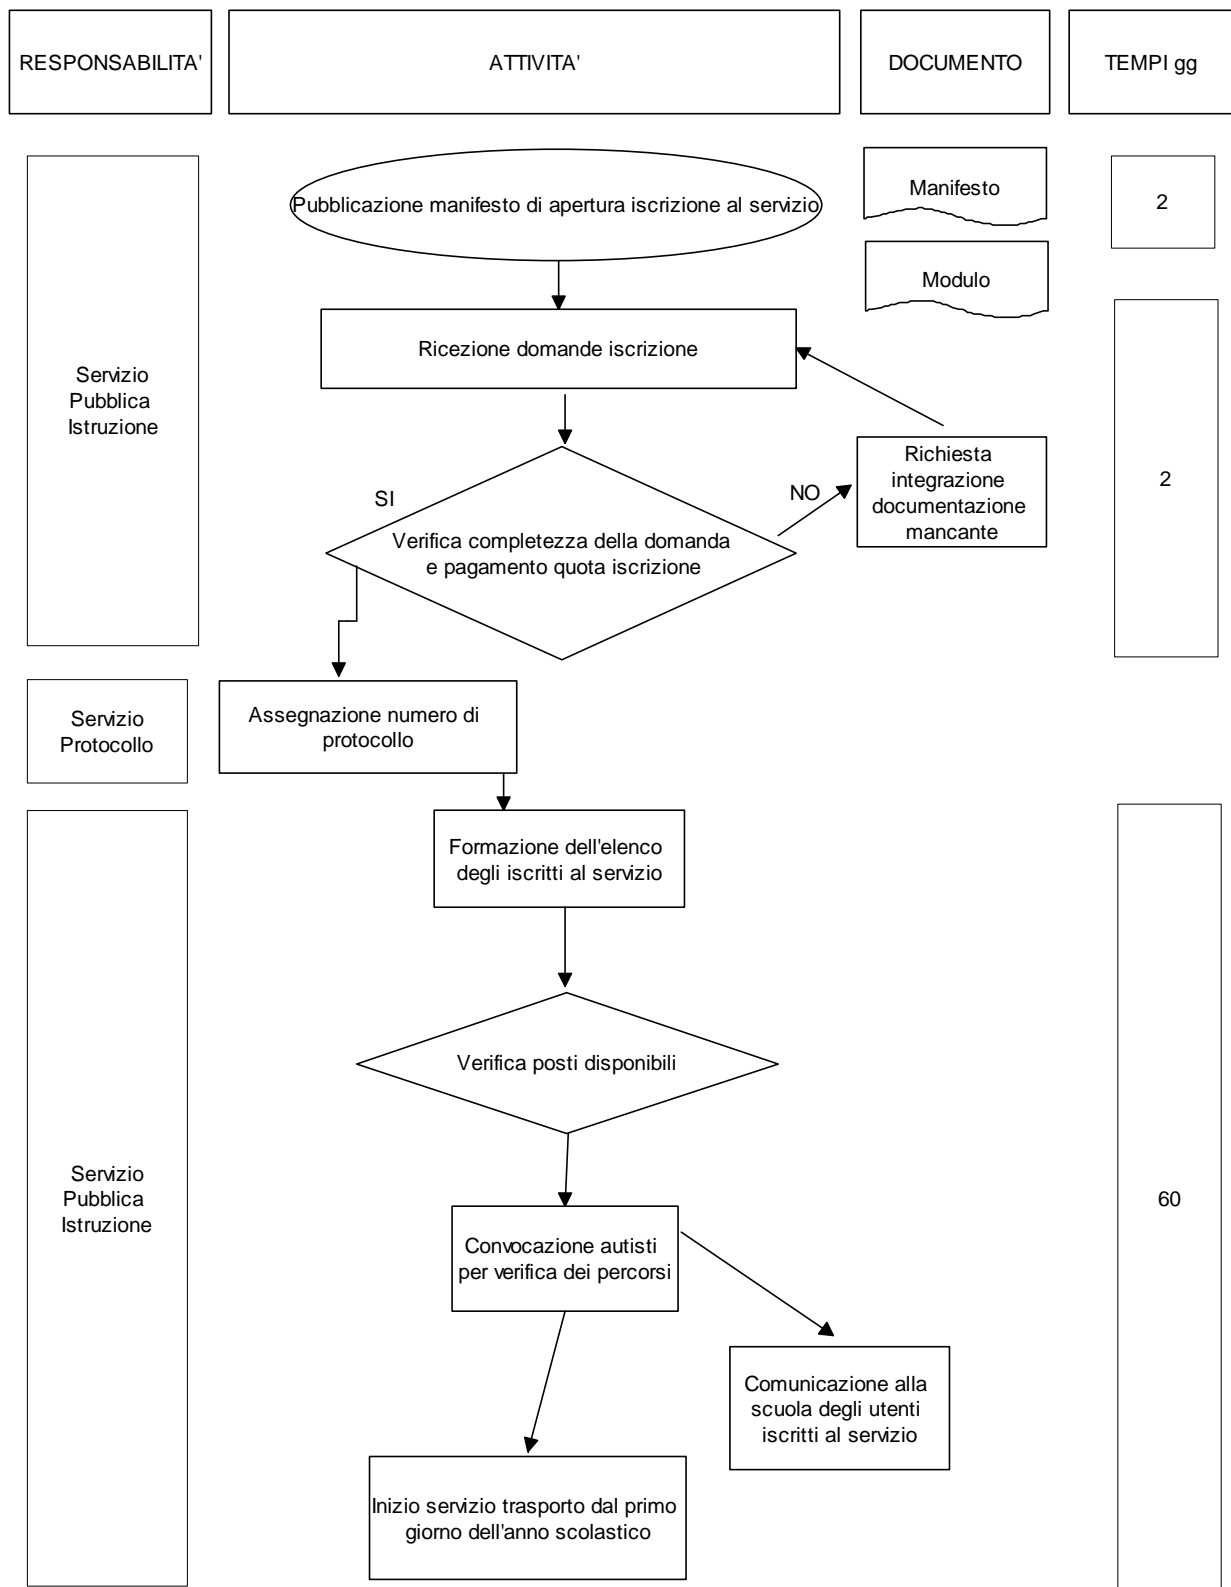 RESPONSABILITA'
ATTIVITA'
DOCUMENTO
TEMPI gg
Pubblicazione manifesto di apertura iscrizione al servizio
Manifesto
2
Modulo
Ricezione domande iscrizione
Servizio
Pubblica
Istruzione
SI
NO
Richiesta
integrazione
documentazione
mancante
2
Verifica completezza della domanda
e pagamento quota iscrizione
Servizio
Protocollo
Assegnazione numero di
protocollo
Formazione dell'elenco
degli iscritti al servizio
Verifica posti disponibili
Servizio
Pubblica
Istruzione
60
Convocazione autisti
per verifica dei percorsi
Comunicazione alla
scuola degli utenti
iscritti al servizio
Inizio servizio trasporto dal primo
giorno dell'anno scolastico